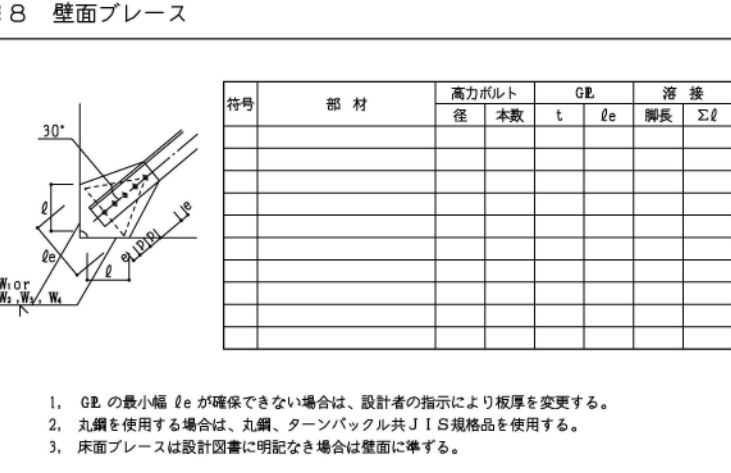 8 壁面ブレース
符号 部材 高力ボルト GPL 溶接
径 本数 t ℓe 脚長 Σℓ
30°
ℓ
ℓe
ℓ
e P P e
W₁ or
W₂, W₃, W₄
1, GPL の最小幅 ℓe が確保できない場合は、設計者の指示により板厚を変更する。
2, 丸鋼を使用する場合は、丸鋼、ターンバックル共JIS規格品を使用する。
3, 床面ブレースは設計図書に明記なき場合は壁面に準ずる。